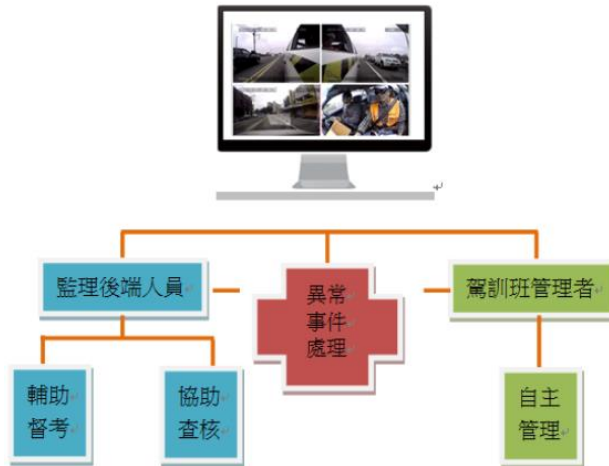 監理後端人員
異常
事件
處理
駕訓班管理者
輔助
督考
協助
查核
自主
管理